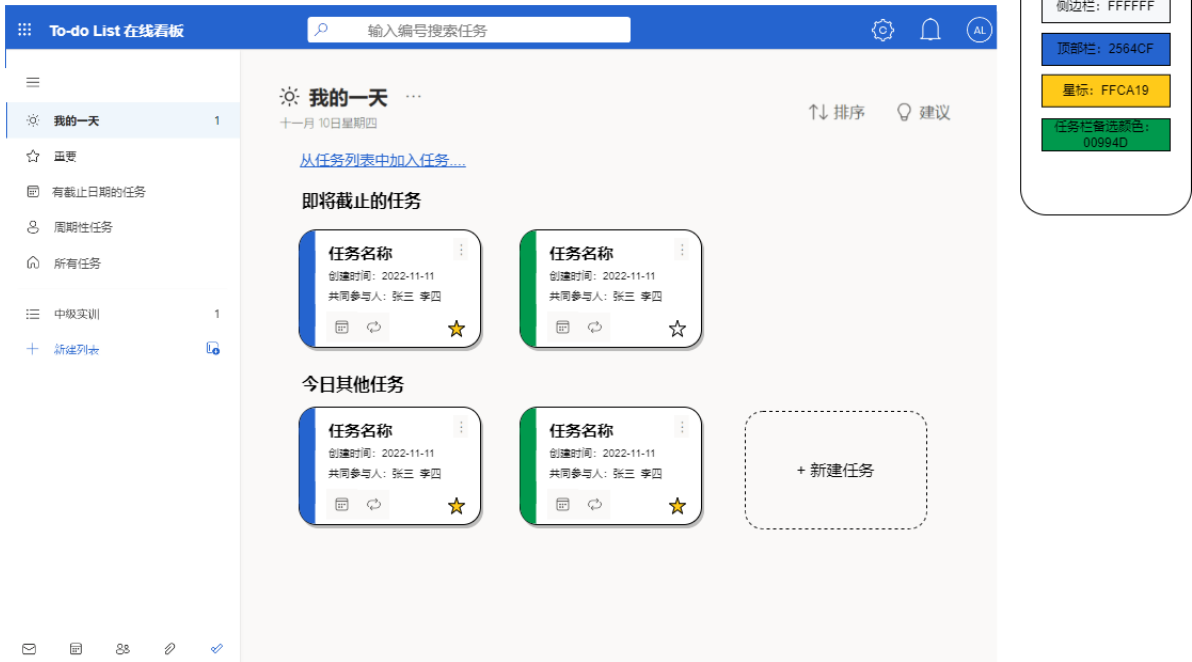 To-do List 在线看板
输入编号搜索任务
AL
我的一天 1
重要
有截止日期的任务
周期性任务
所有任务
中级实训 1
新建列表
我的一天 ...
十一月 10日星期四
排序
建议
从任务列表中加入任务....
即将截止的任务
任务名称
创建时间：2022-11-11
共同参与人：张三 李四
任务名称
创建时间：2022-11-11
共同参与人：张三 李四
今日其他任务
任务名称
创建时间：2022-11-11
共同参与人：张三 李四
任务名称
创建时间：2022-11-11
共同参与人：张三 李四
+ 新建任务
侧边栏：FFFFFF
顶部栏：2564CF
星标：FFCA19
任务栏备选颜色：
00994D